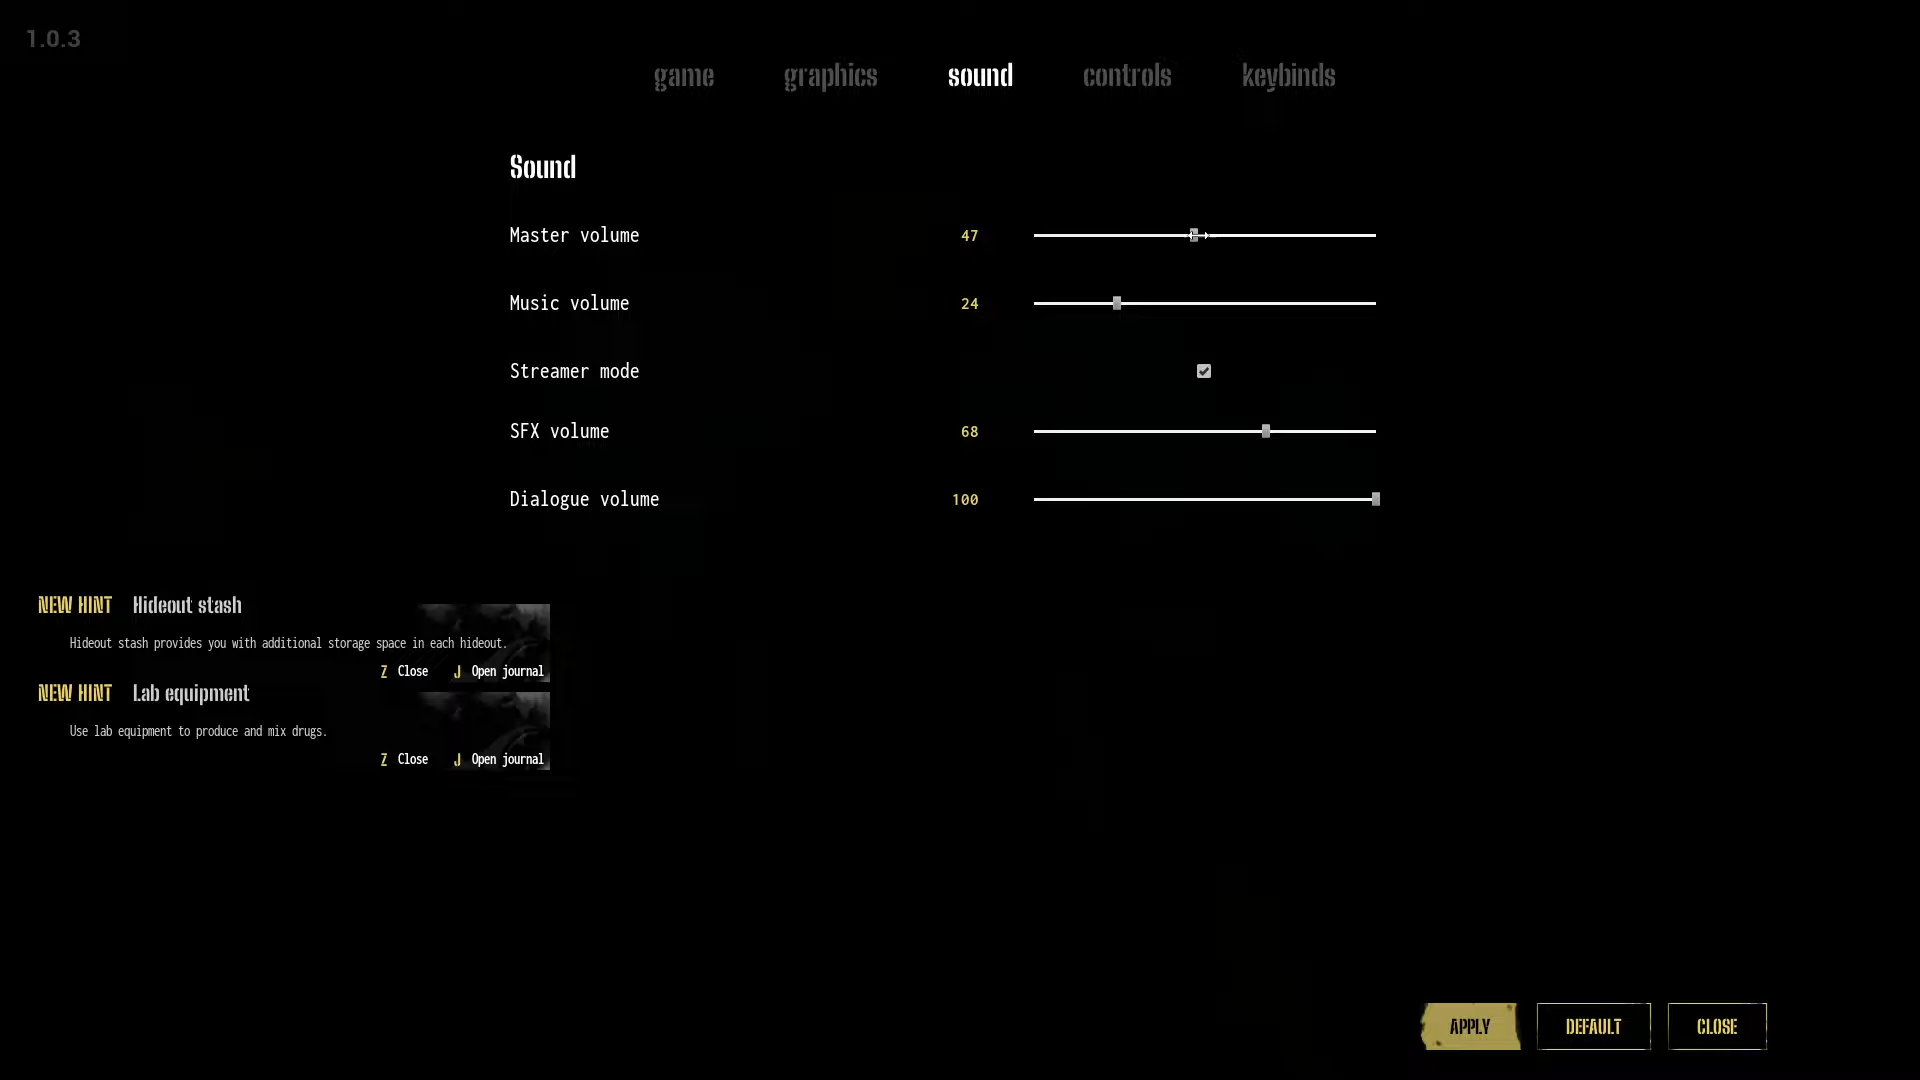 1.0.3
game graphics sound controls keybinds
Sound
Master volume 47
Music volume 24
Streamer mode
SFX volume 68
Dialogue volume 100
NEW HINT Hideout stash
Hideout stash provides you with additional storage space in each hideout.
Z Close J Open journal
NEW HINT Lab equipment
Use lab equipment to produce and mix drugs.
Z Close J Open journal
APPLY DEFAULT CLOSE